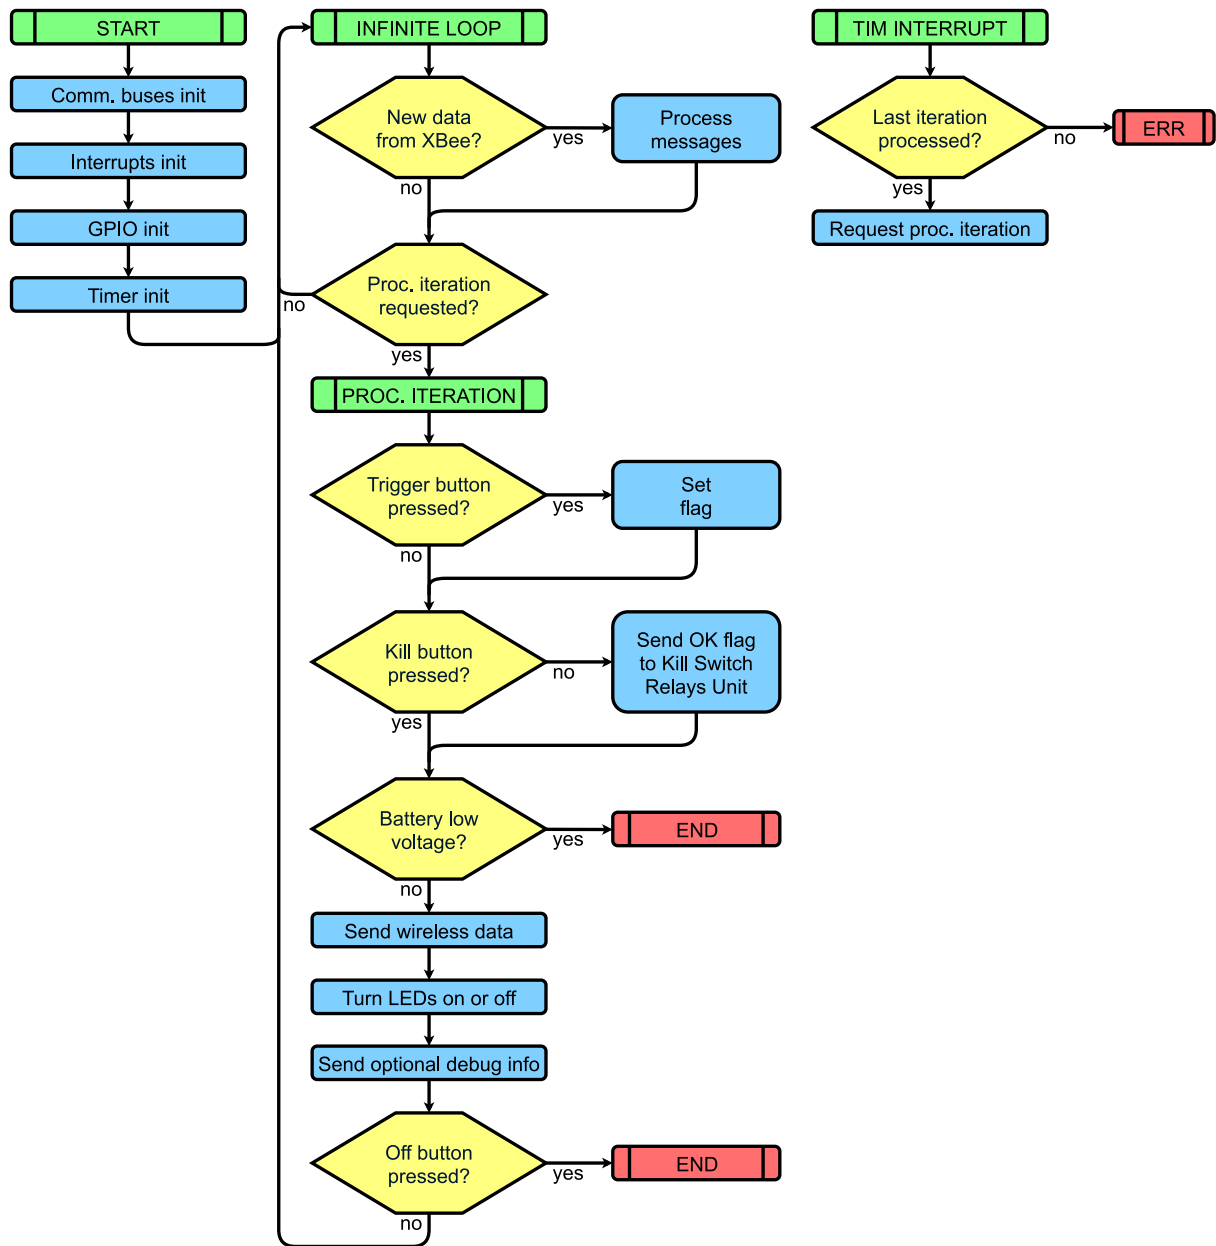 START
Comm. buses init
Interrupts init
GPIO init
Timer init
INFINITE LOOP
New data
from XBee?
yes
Process
messages
no
Proc. iteration
requested?
no
yes
PROC. ITERATION
Trigger button
pressed?
yes
Set
flag
no
Kill button
pressed?
no
Send OK flag
to Kill Switch
Relays Unit
yes
Battery low
voltage?
yes
END
no
Send wireless data
Turn LEDs on or off
Send optional debug info
Off button
pressed?
yes
END
no
TIM INTERRUPT
Last iteration
processed?
no
ERR
yes
Request proc. iteration